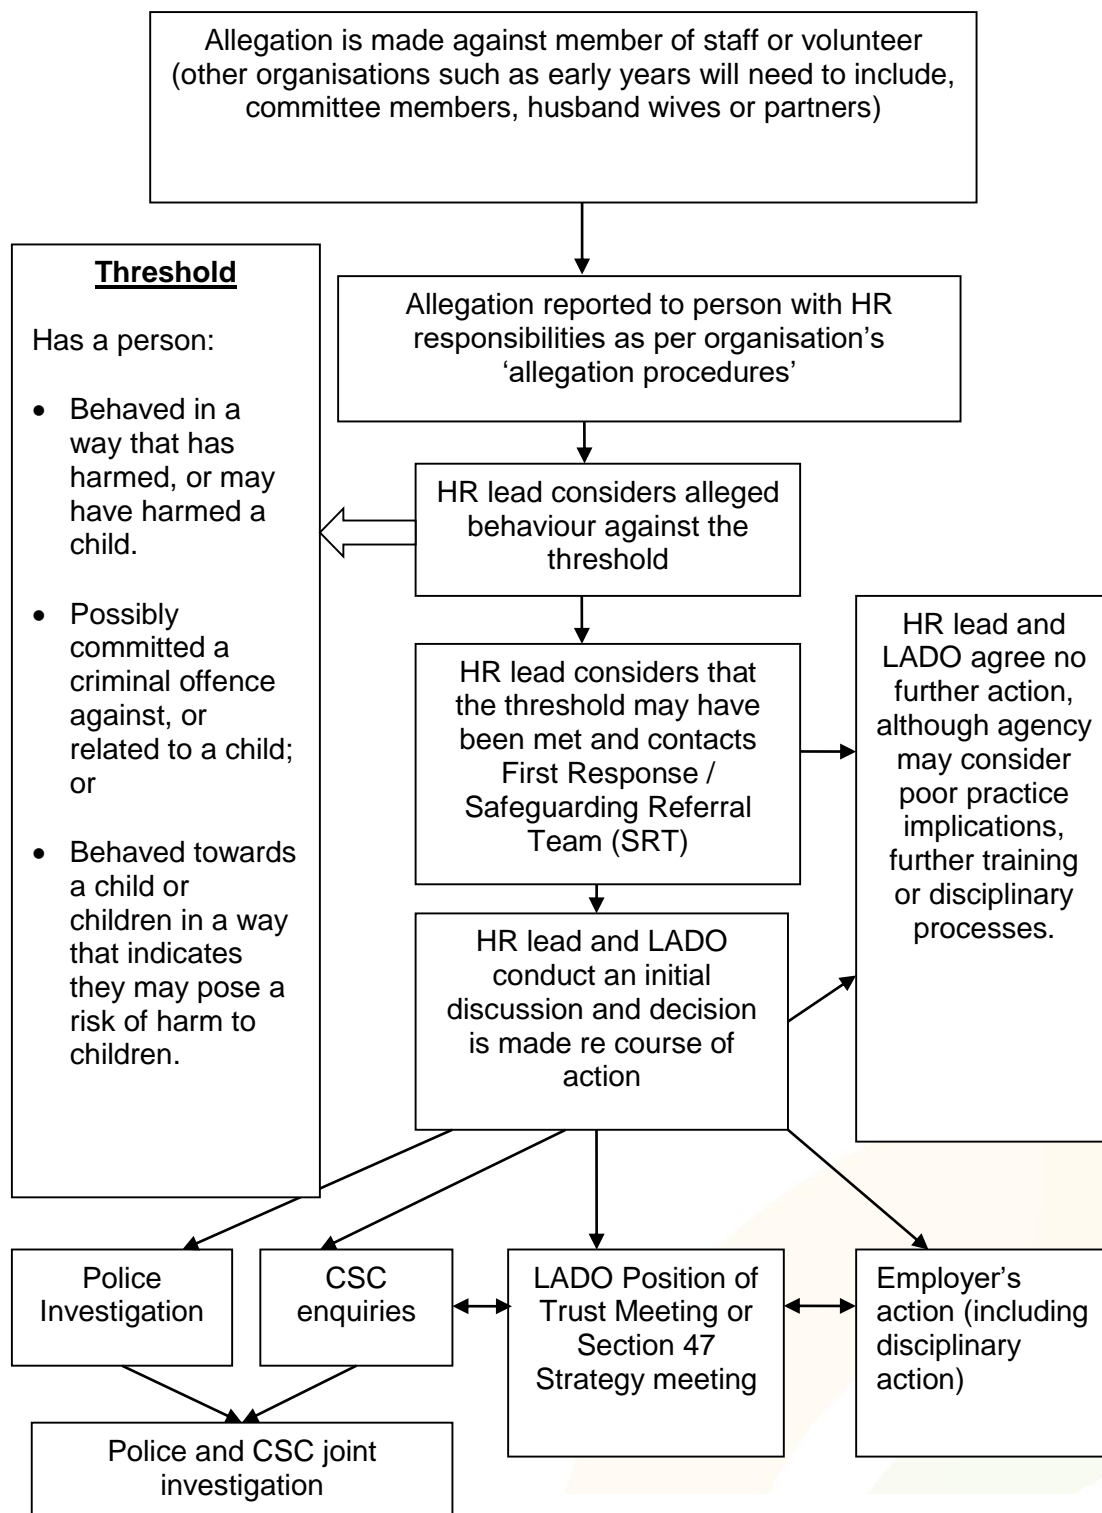 Allegation is made against member of staff or volunteer
(other organisations such as early years will need to include,
committee members, husband wives or partners)
Threshold
Has a person:
• Behaved in a
way that has
harmed, or may
have harmed a
child.
• Possibly
committed a
criminal offence
against, or
related to a child;
or
• Behaved towards
a child or
children in a way
that indicates
they may pose a
risk of harm to
children.
Allegation reported to person with HR
responsibilities as per organisation’s
‘allegation procedures’
HR lead considers alleged
behaviour against the
threshold
HR lead considers that
the threshold may have
been met and contacts
First Response /
Safeguarding Referral
Team (SRT)
HR lead and
LADO agree no
further action,
although agency
may consider
poor practice
implications,
further training
or disciplinary
processes.
HR lead and LADO
conduct an initial
discussion and decision
is made re course of
action
Police
Investigation
CSC
enquiries
LADO Position of
Trust Meeting or
Section 47
Strategy meeting
Employer’s
action (including
disciplinary
action)
Police and CSC joint
investigation